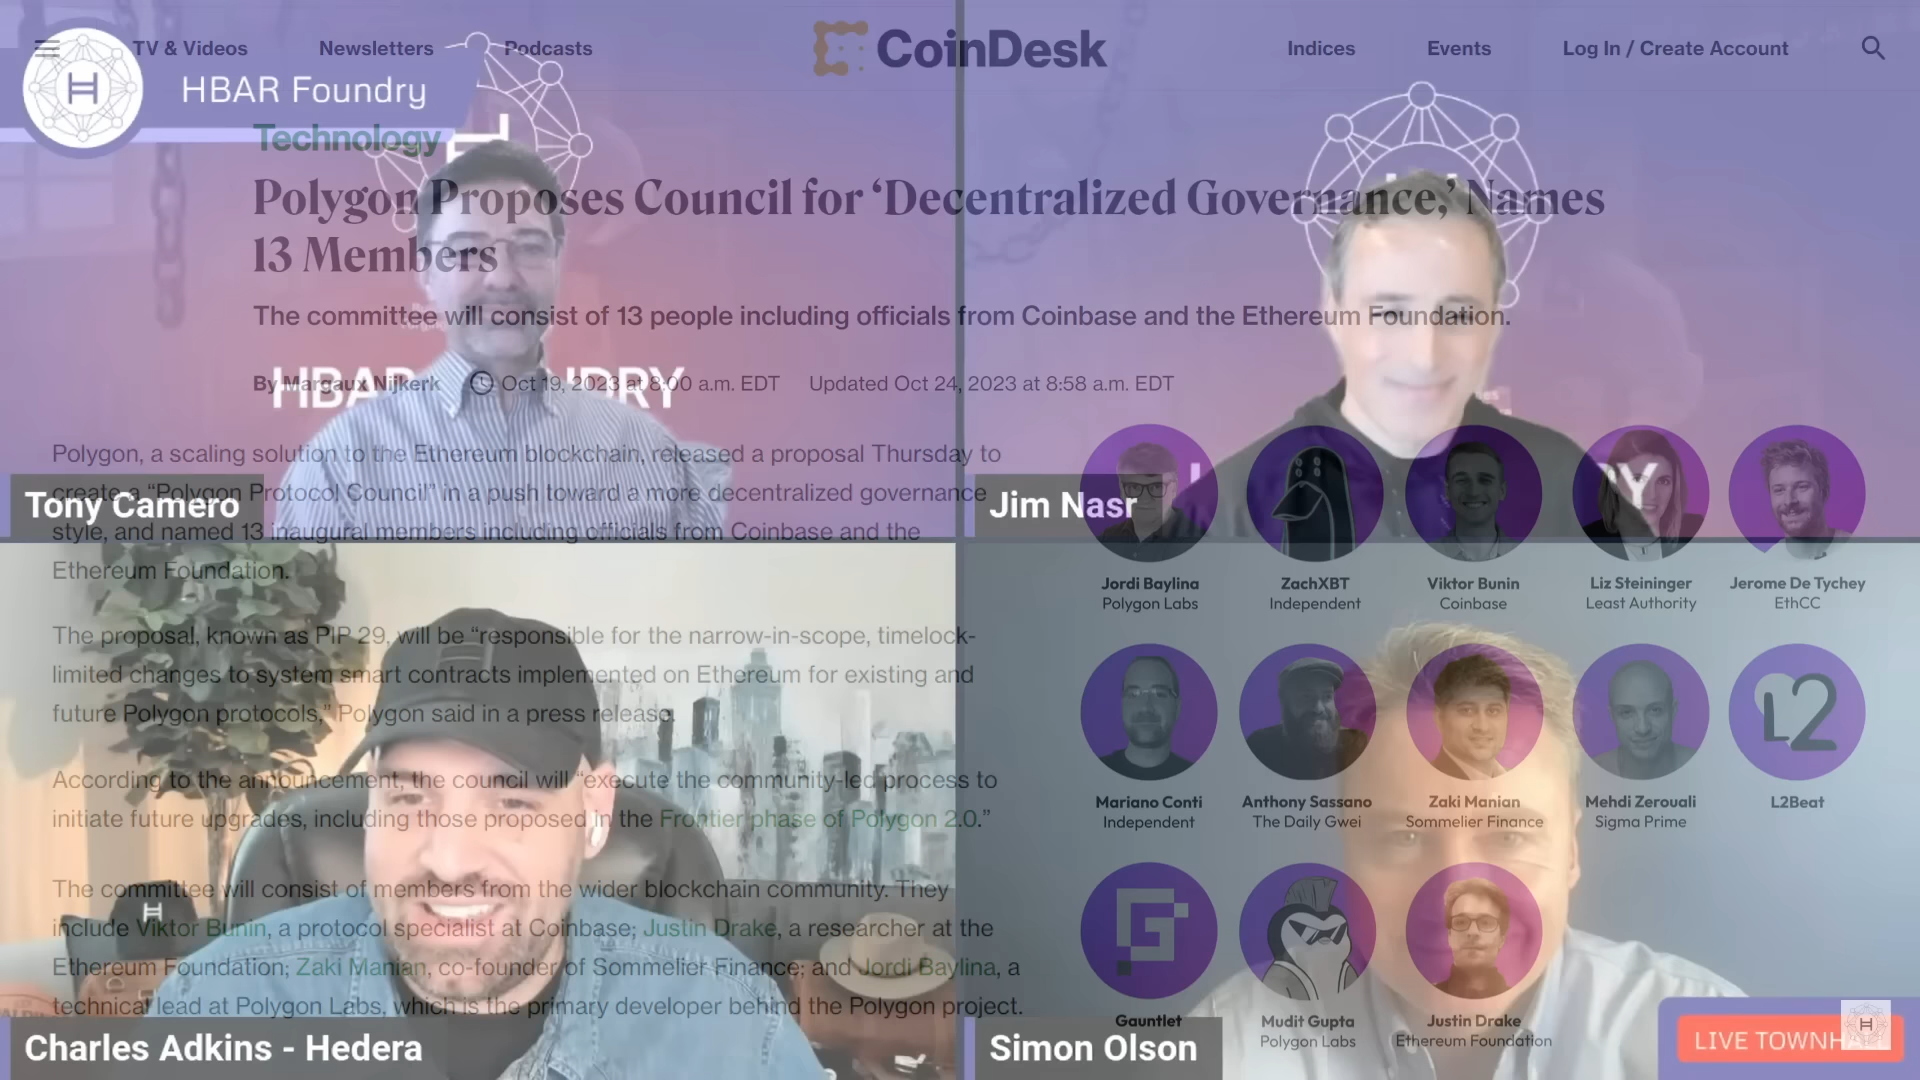 TV & Videos
Newsletters
Podcasts
CoinDesk
Indices
Events
Log In / Create Account
HBAR Foundry
Technology
Polygon Proposes Council for ‘Decentralized Governance,’ Names
13 Members
The committee will consist of 13 people including officials from Coinbase and the Ethereum Foundation.
By Margaux Nijkerk
Oct 19, 2023 at 8:00 a.m. EDT
Updated Oct 24, 2023 at 8:58 a.m. EDT
Polygon, a scaling solution to the Ethereum blockchain, released a proposal Thursday to
create a “Polygon Protocol Council” in a push toward a more decentralized governance
style, and named 13 inaugural members including officials from Coinbase and the
Ethereum Foundation.
Tony Camero
Jim Nasr
The proposal, known as PIP 29, will be “responsible for the narrow-in-scope, timelock-
limited changes to system smart contracts implemented on Ethereum for existing and
future Polygon protocols,” Polygon said in a press release.
According to the announcement, the council will “execute the community-led process to
initiate future upgrades, including those proposed in the Frontier phase of Polygon 2.0.”
The committee will consist of members from the wider blockchain community. They
include Viktor Bunin, a protocol specialist at Coinbase; Justin Drake, a researcher at the
Ethereum Foundation; Zaki Manian, co-founder of Sommelier Finance; and Jordi Baylina, a
technical lead at Polygon Labs, which is the primary developer behind the Polygon project.
Jordi Baylina
Polygon Labs
ZachXBT
Independent
Viktor Bunin
Coinbase
Liz Steininger
Least Authority
Jerome De Tychey
EthCC
Mariano Conti
Independent
Anthony Sassano
The Daily Gwei
Zaki Manian
Sommelier Finance
Mehdi Zerouali
Sigma Prime
L2
L2Beat
Gauntlet
Mudit Gupta
Polygon Labs
Justin Drake
Ethereum Foundation
Charles Adkins - Hedera
Simon Olson
LIVE